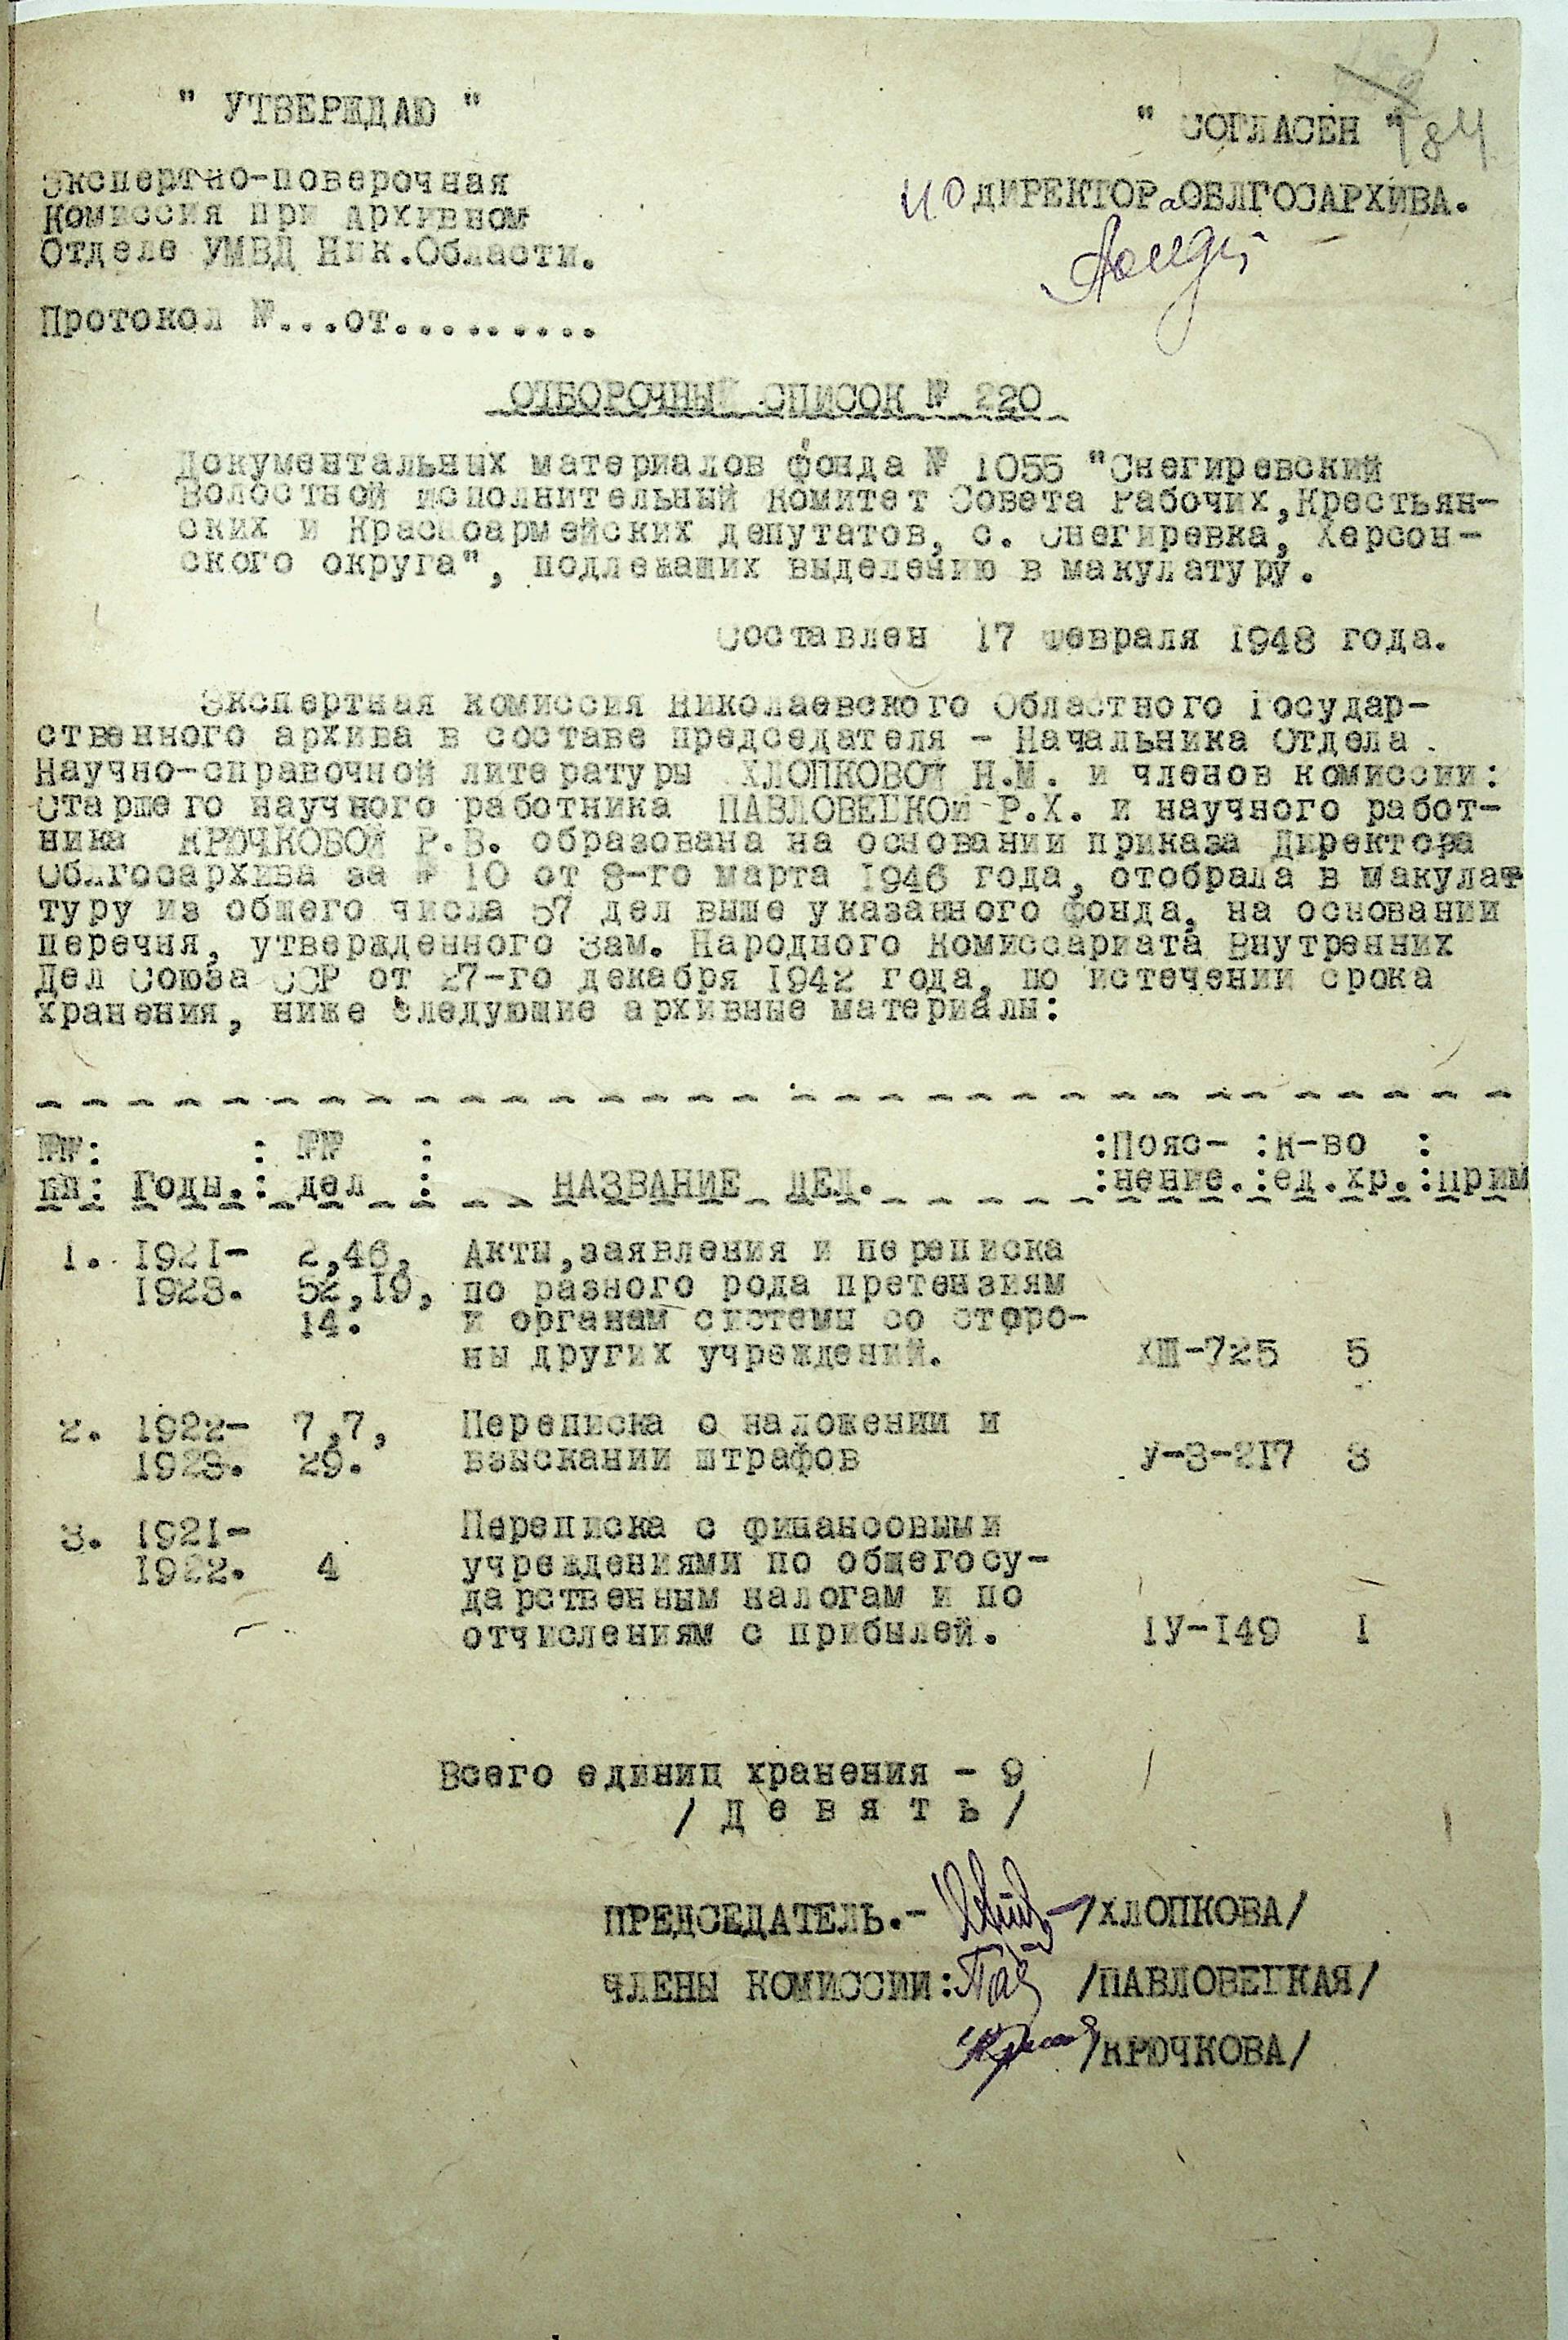 " УТВЕРЖДАЮ "
" СОГЛАСЕН "
184
Экспертно-поверочная
Комиссия при Архивном
Отделе УМВД Ник.Области.
ИО ДИРЕКТОРа ОБЛГОСАРХИВА.
Протокол №...от.........
ОТБОРОЧНЫЙ СПИСОК № 220
Документальных материалов фонда № 1055 "Снегиревский
Волостной исполнительный Комитет Совета Рабочих,Крестьян-
ских и Красноармейских депутатов, с. Снегиревка, Херсон-
ского округа", подлежащих выделению в макулатуру.
Составлен 17 февраля 1948 года.
Экспертная комиссия Николаевского Областного Государ-
ственного архива в составе председателя - Начальника Отдела
Научно-справочной литературы ХЛОПКОВОЙ Н.М. и членов комиссии:
Старшего научного работника ПАВЛОВЕЦКОЙ Р.Х. и научного работ-
ника КРЮЧКОВОЙ Р.В. образована на основании приказа Директора
Облгосархива за № 10 от 8-го марта 1946 года, отобрала в макулат
туру из общего числа 57 дел выше указанного фонда, на основании
перечня, утвержденного Зам. Народного Комиссариата Внутренних
Дел Союза ССР от 27-го декабря 1942 года, по истечении срока
хранения, ниже следующие архивные материалы:
№№: : №№ : :Пояс- :к-во :
пп: Годы.: дел : НАЗВАНИЕ ДЕЛ. :нение.:ед.хр.:прим
1. 1921- 2,46, Акты,заявления и переписка
1923. 52,19, по разного рода претензиям
14. к органам системы со сторо-
ны других учреждений. ХШ-725 5
2. 1922- 7,7, Переписка о наложении и
1923. 29. взыскании штрафов У-3-217 3
3. 1921- Переписка с финансовыми
1922. 4 учреждениями по общегосу-
дарственным налогам и по
отчислениям с прибылей. 1У-149 1
Всего единиц хранения - 9
/ Д е в я т ь /
ПРЕДСЕДАТЕЛЬ.- /ХЛОПКОВА/
ЧЛЕНЫ КОМИССИИ: /ПАВЛОВЕЦКАЯ/
/КРЮЧКОВА/